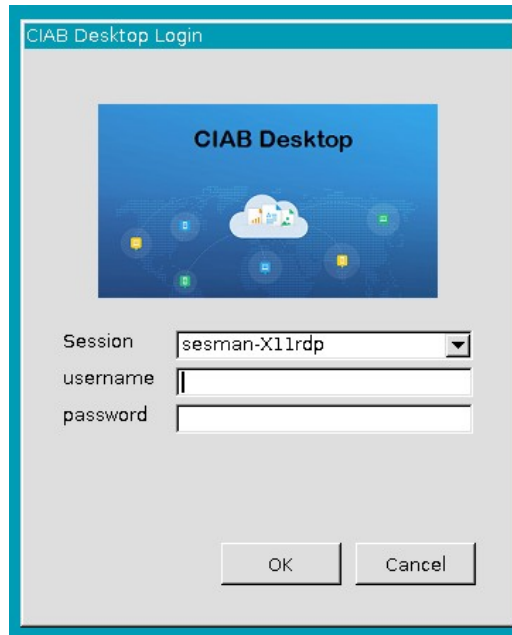 CIAB Desktop Login
CIAB Desktop
Session sesman-X11rdp
username
password
OK Cancel